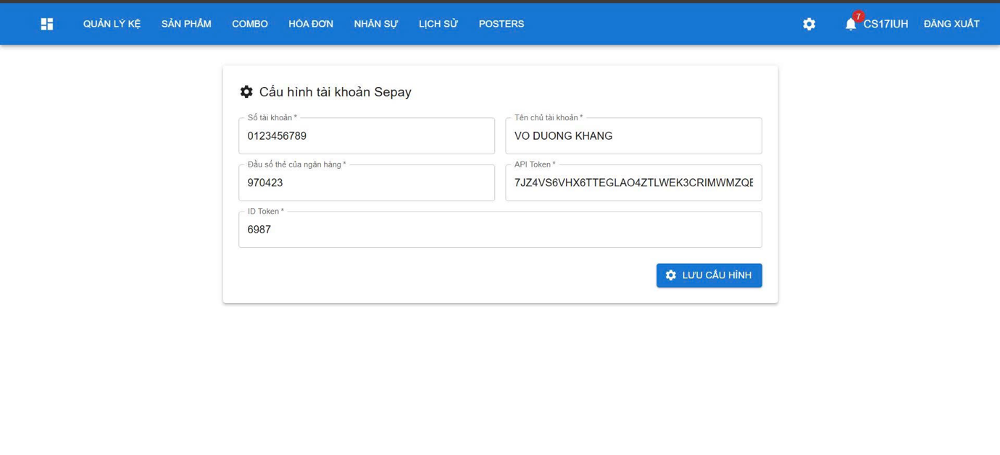 QUẢN LÝ KỆ SẢN PHẨM COMBO HÓA ĐƠN NHÂN SỰ LỊCH SỬ POSTERS 7 CS17IUH ĐĂNG XUẤT
Cấu hình tài khoản Sepay
Số tài khoản * Tên chủ tài khoản *
0123456789 VO DUONG KHANG
Đầu số thẻ của ngân hàng * API Token *
970423 7JZ4VS6VHX6TTEGLAO4ZTLWEK3CRIMWMZQE
ID Token *
6987
LƯU CẤU HÌNH